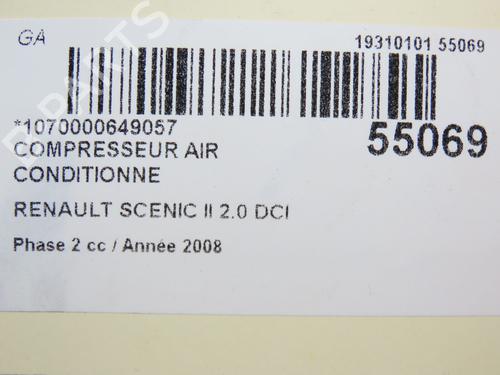 GA
19310101 55069
*1070000649057
55069
COMPRESSEUR AIR
CONDITIONNE
RENAULT SCENIC II 2.0 DCI
Phase 2 cc / Année 2008
B PARTS